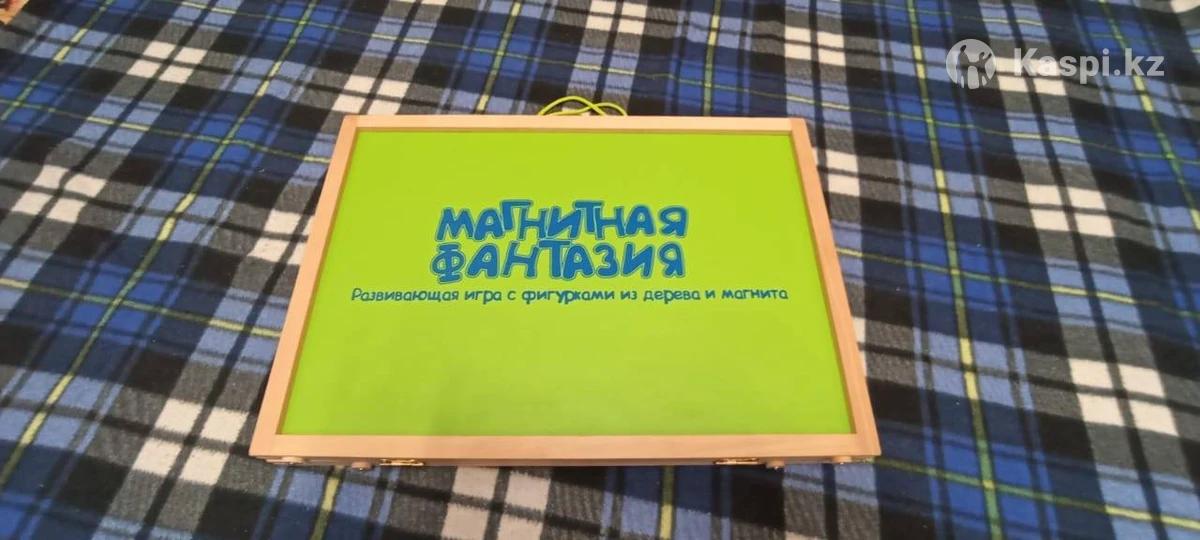 Kaspi.kz
МАГНИТНАЯ
ФАНТАЗИЯ
Развивающая игра с фигурками из дерева и магнита